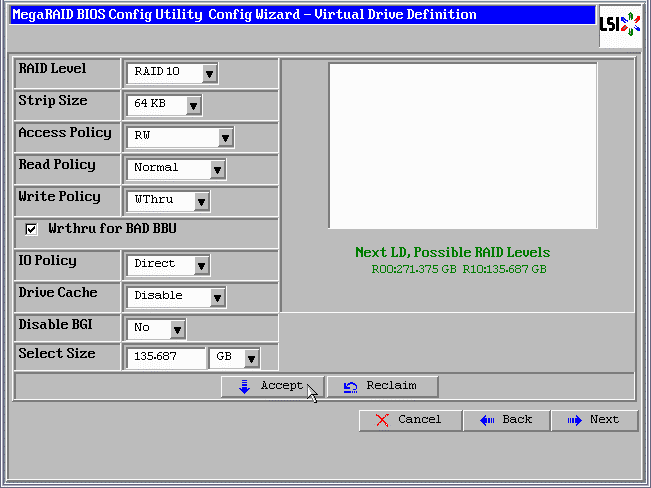 MegaRAID BIOS Config Utility Config Wizard – Virtual Drive Definition
LSI
RAID Level RAID 10
Strip Size 64 KB
Access Policy RW
Read Policy Normal
Write Policy WThru
Wrthru for BAD BBU
IO Policy Direct
Drive Cache Disable
Disable BGI No
Select Size 135.687 GB
Next LD, Possible RAID Levels
R00:271.375 GB R10:135.687 GB
Accept Reclaim
Cancel Back Next